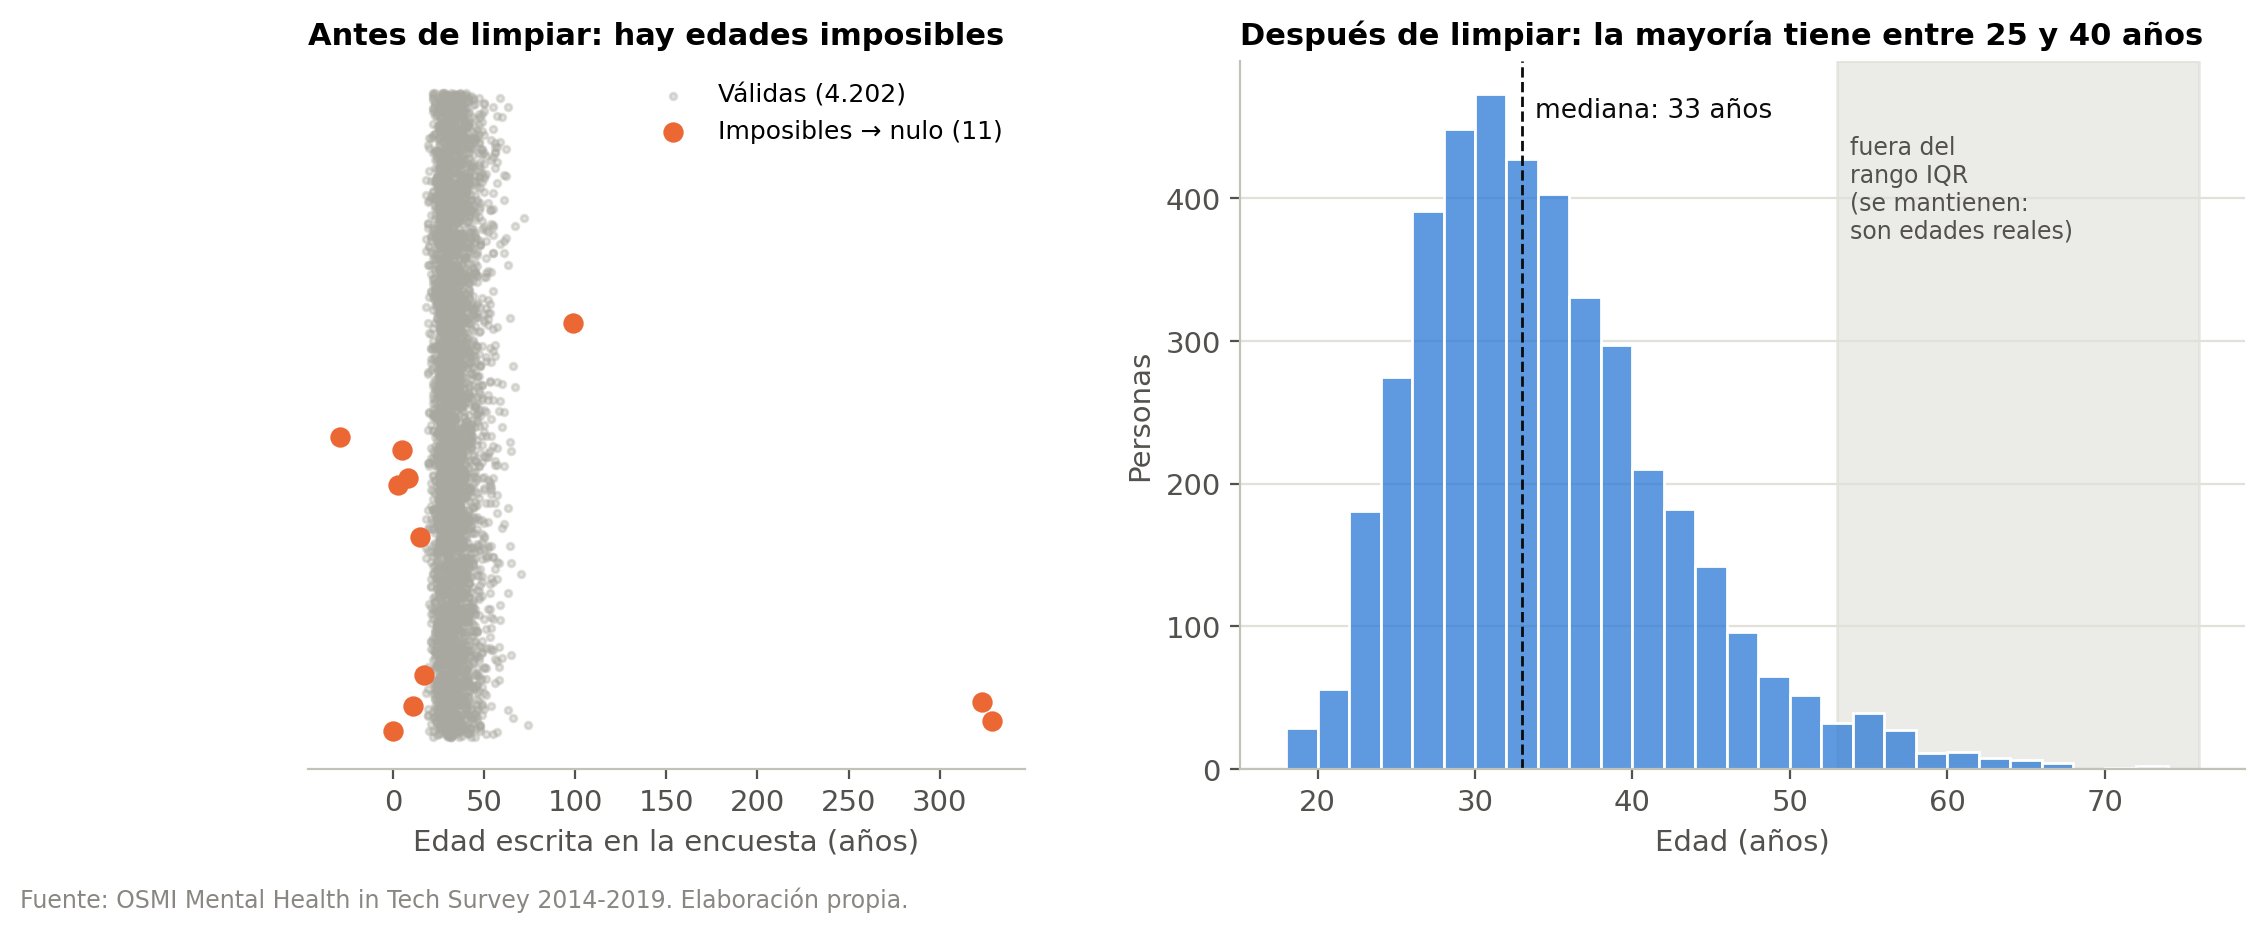 Antes de limpiar: hay edades imposibles
Válidas (4.202)
Imposibles → nulo (11)
0 50 100 150 200 250 300
Edad escrita en la encuesta (años)
Después de limpiar: la mayoría tiene entre 25 y 40 años
mediana: 33 años
fuera del
rango IQR
(se mantienen:
son edades reales)
Personas
400
300
200
100
0
20 30 40 50 60 70
Edad (años)
Fuente: OSMI Mental Health in Tech Survey 2014-2019. Elaboración propia.